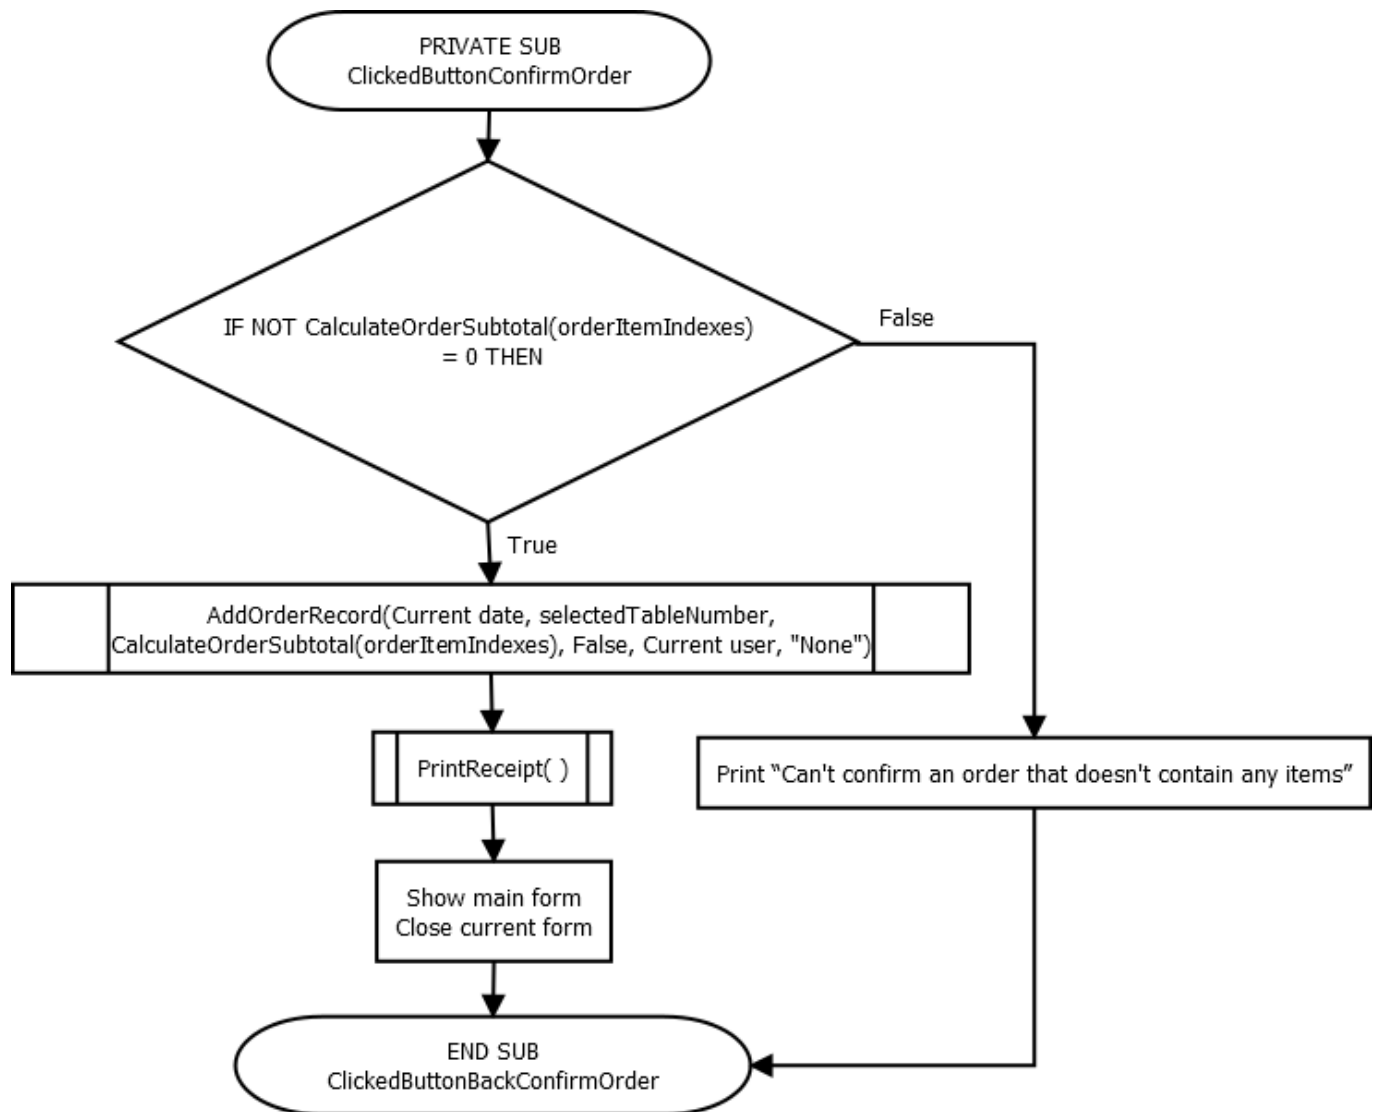 PRIVATE SUB
ClickedButtonConfirmOrder
IF NOT CalculateOrderSubtotal(orderItemIndexes)
= 0 THEN
False
True
AddOrderRecord(Current date, selectedTableNumber,
CalculateOrderSubtotal(orderItemIndexes), False, Current user, "None")
PrintReceipt( )
Print “Can't confirm an order that doesn't contain any items”
Show main form
Close current form
END SUB
ClickedButtonBackConfirmOrder